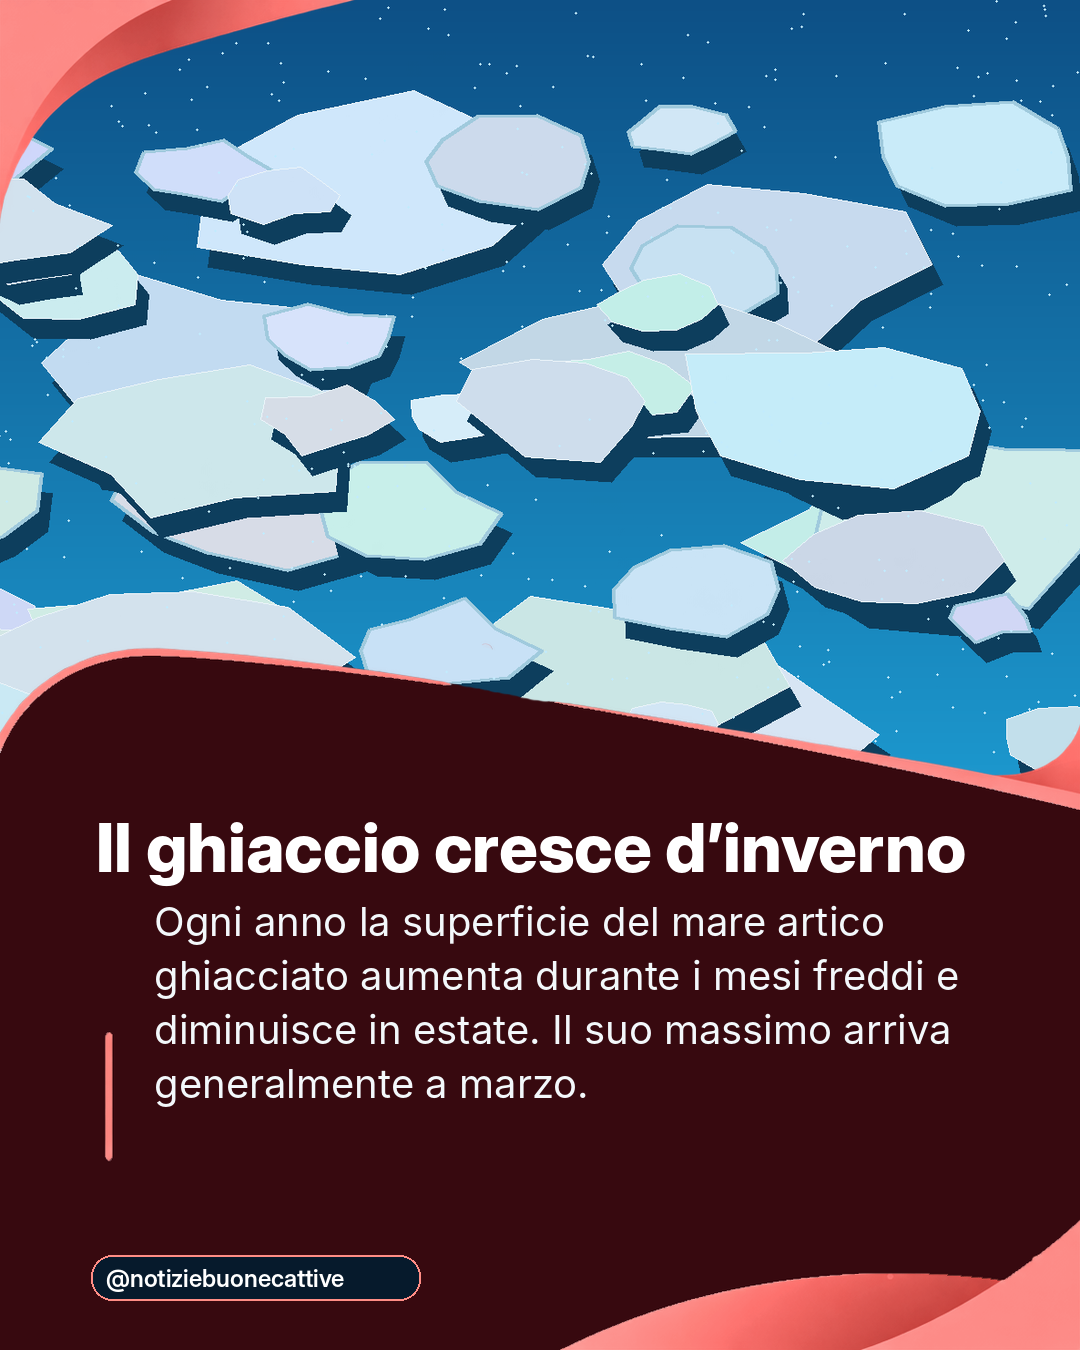 Il ghiaccio cresce d’inverno
Ogni anno la superficie del mare artico
ghiacciato aumenta durante i mesi freddi e
diminuisce in estate. Il suo massimo arriva
generalmente a marzo.
@notiziebuonecattive